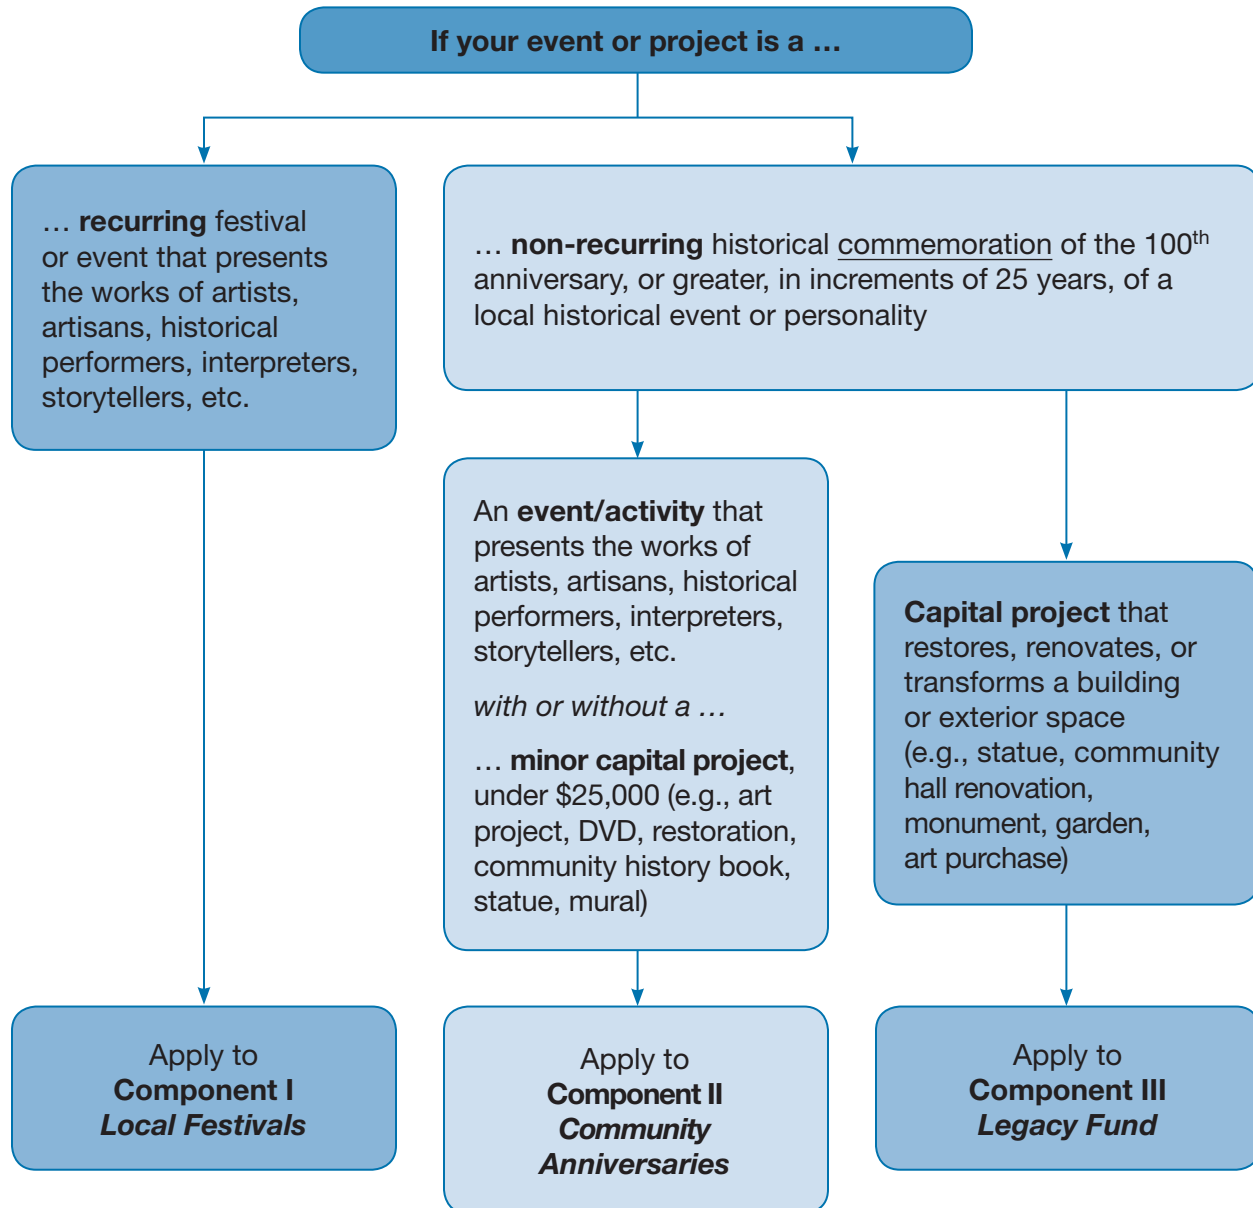 If your event or project is a …
… recurring festival
or event that presents
the works of artists,
artisans, historical
performers, interpreters,
storytellers, etc.
… non-recurring historical commemoration of the 100th
anniversary, or greater, in increments of 25 years, of a
local historical event or personality
An event/activity that
presents the works of
artists, artisans, historical
performers, interpreters,
storytellers, etc.
with or without a …
… minor capital project,
under $25,000 (e.g., art
project, DVD, restoration,
community history book,
statue, mural)
Capital project that
restores, renovates, or
transforms a building
or exterior space
(e.g., statue, community
hall renovation,
monument, garden,
art purchase)
Apply to
Component I
Local Festivals
Apply to
Component II
Community
Anniversaries
Apply to
Component III
Legacy Fund